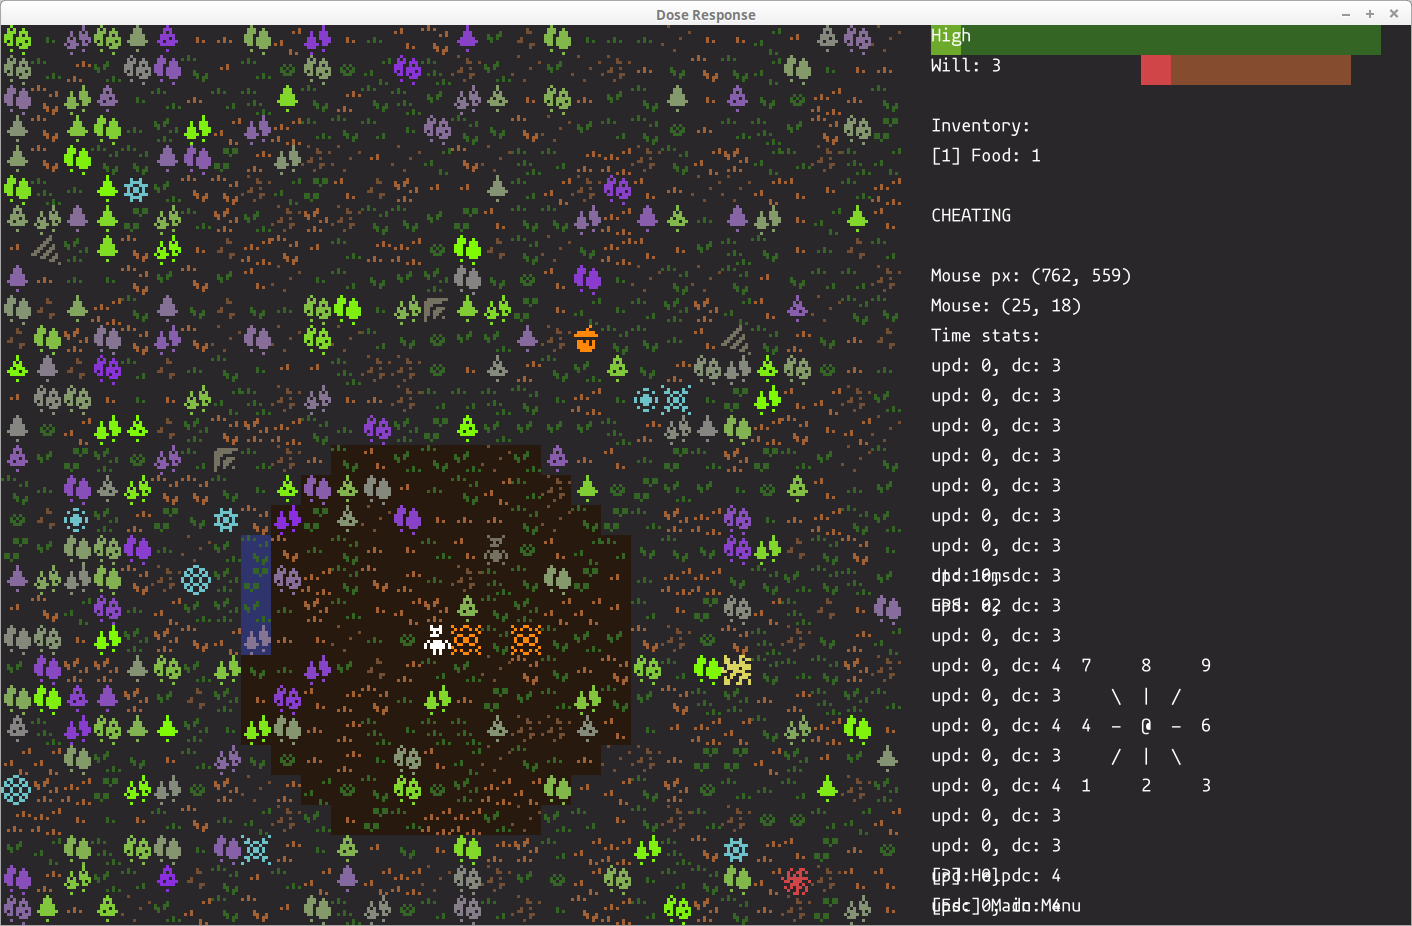 Dose Response
High
Will: 3
Inventory:
[1] Food: 1
CHEATING
Mouse px: (762, 559)
Mouse: (25, 18)
Time stats:
upd: 0, dc: 3
upd: 0, dc: 3
upd: 0, dc: 3
upd: 0, dc: 3
upd: 0, dc: 3
upd: 0, dc: 3
upd: 0, dc: 3
dc: 3
dc: 3
upd: 0, dc: 3
upd: 0, dc: 4 7 8 9
upd: 0, dc: 3 \ | /
upd: 0, dc: 4 4 – @ – 6
upd: 0, dc: 3 / | \
upd: 0, dc: 4 1 2 3
upd: 0, dc: 3
upd: 0, dc: 3
[?] Help dc: 4
[Esc] Main Menu